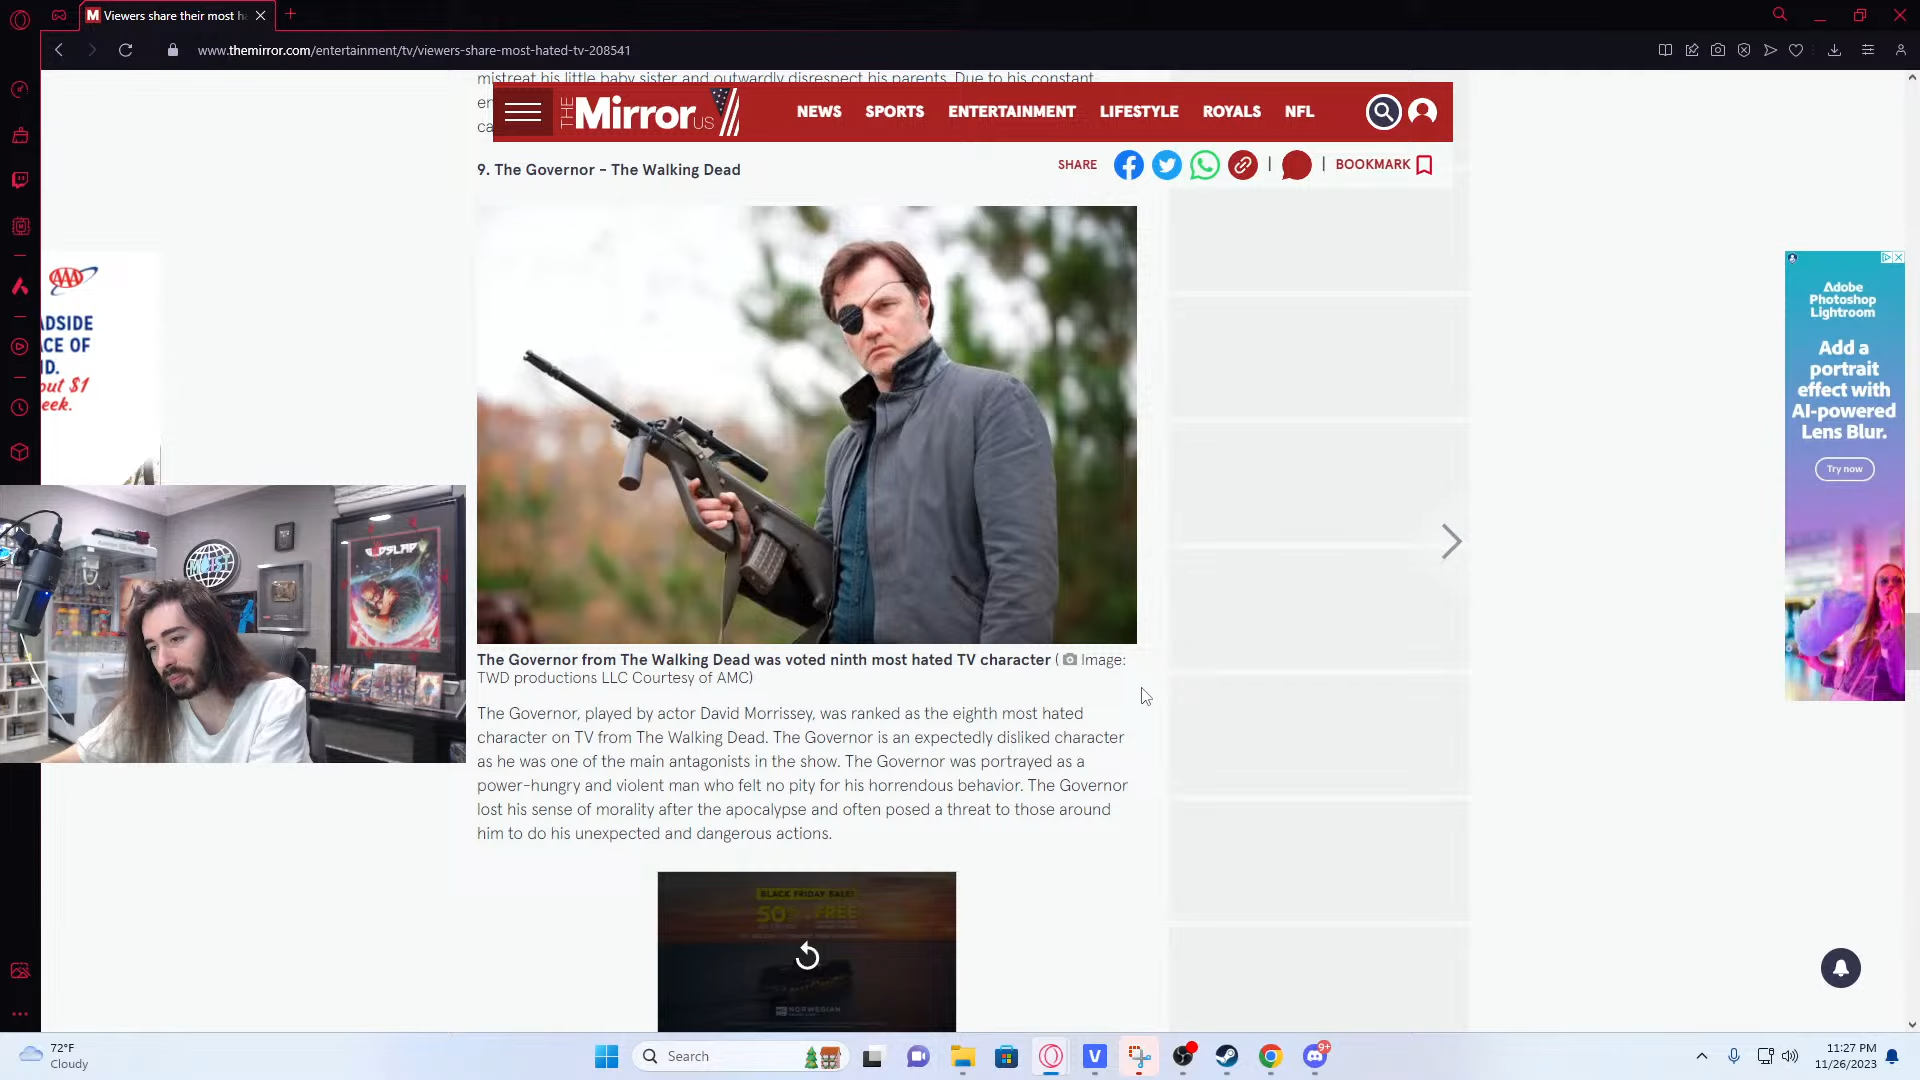 Viewers share their most h
www.themirror.com/entertainment/tv/viewers-share-most-hated-tv-208541
mistreat his little baby sister and outwardly disrespect his parents. Due to his constant
THE Mirror US
NEWS SPORTS ENTERTAINMENT LIFESTYLE ROYALS NFL
9. The Governor - The Walking Dead
SHARE | | BOOKMARK
AAA
ADSIDE
CE OF
D.
out $1
eek.
Adobe
Photoshop
Lightroom
Add a
portrait
effect with
AI-powered
Lens Blur.
Try now
MOIST
The Governor from The Walking Dead was voted ninth most hated TV character ( Image:
TWD productions LLC Courtesy of AMC)
The Governor, played by actor David Morrissey, was ranked as the eighth most hated
character on TV from The Walking Dead. The Governor is an expectedly disliked character
as he was one of the main antagonists in the show. The Governor was portrayed as a
power-hungry and violent man who felt no pity for his horrendous behavior. The Governor
lost his sense of morality after the apocalypse and often posed a threat to those around
him to do his unexpected and dangerous actions.
BLACK FRIDAY SALE!
50% FREE
NORWEGIAN
72°F
Cloudy
Search
9+
11:27 PM
11/26/2023